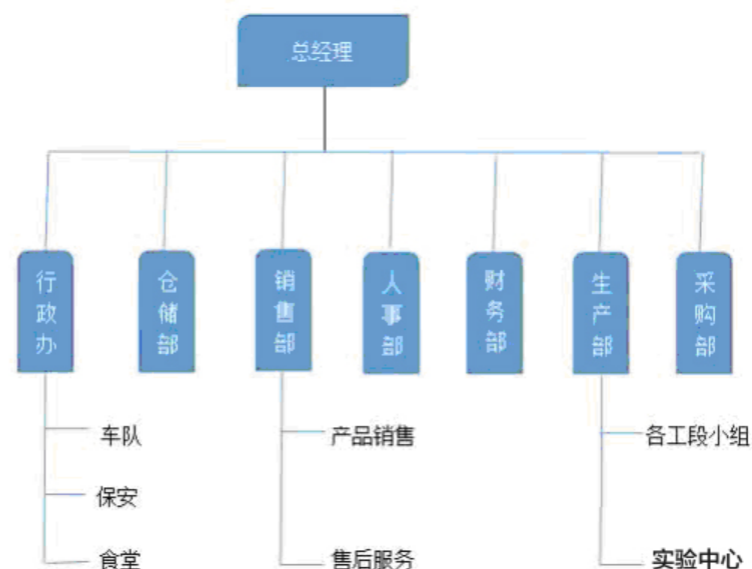 总经理
行政办
仓储部
销售部
人事部
财务部
生产部
采购部
车队
产品销售
各工段小组
保安
食堂
售后服务
实验中心